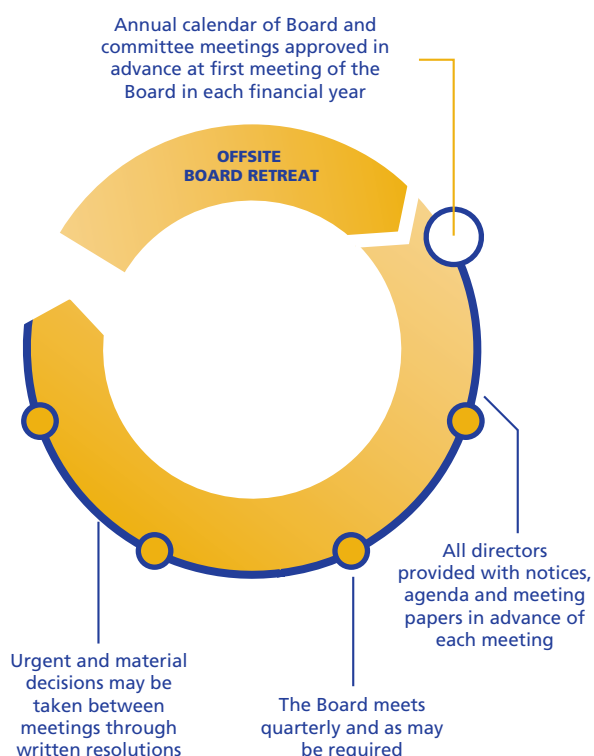 Annual calendar of Board and
committee meetings approved in
advance at first meeting of the
Board in each financial year
OFFSITE
BOARD RETREAT
All directors
provided with notices,
agenda and meeting
papers in advance of
each meeting
Urgent and material
decisions may be
taken between
meetings through
written resolutions
The Board meets
quarterly and as may
be required